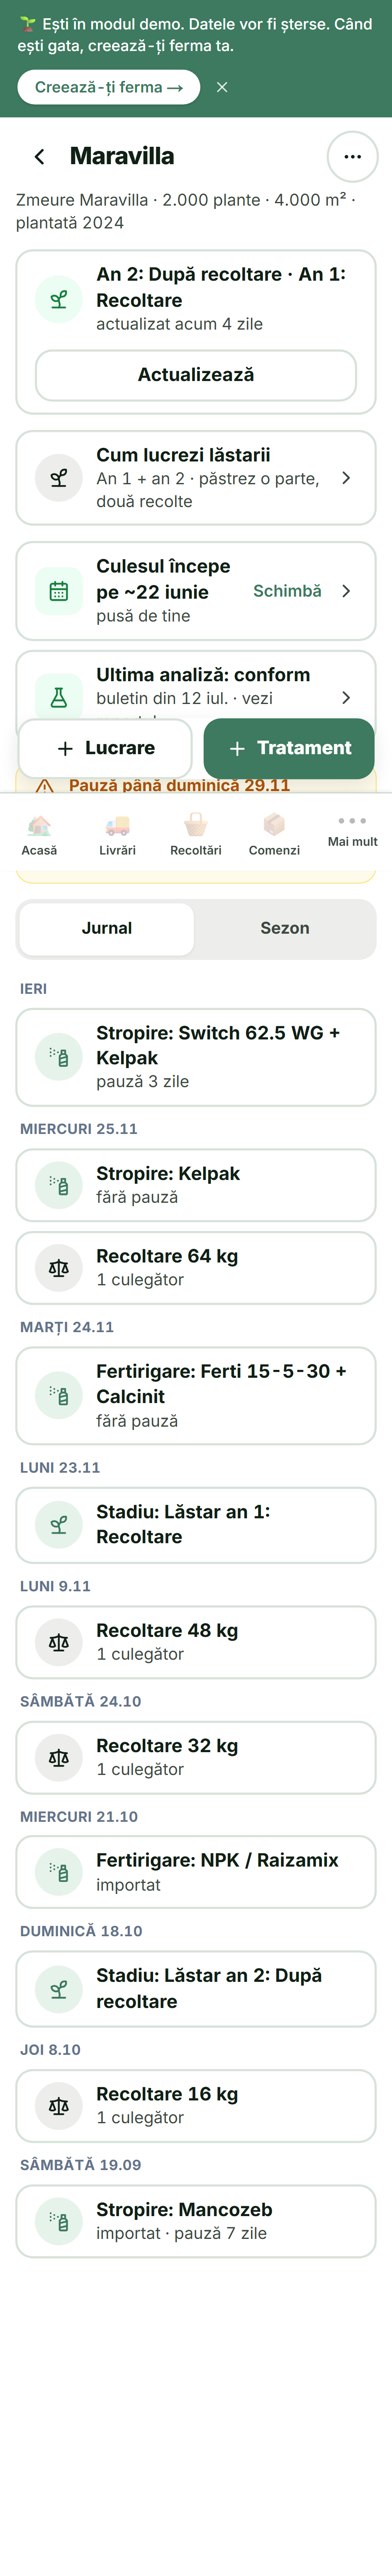 🌱 Ești în modul demo. Datele vor fi șterse. Când
ești gata, creează-ți ferma ta.
Creează-ți ferma →
Maravilla
Zmeure Maravilla · 2.000 plante · 4.000 m² ·
plantată 2024
An 2: După recoltare · An 1:
Recoltare
actualizat acum 4 zile
Actualizează
Cum lucrezi lăstarii
An 1 + an 2 · păstrez o parte,
două recolte
Culesul începe
pe ~22 iunie
pusă de tine
Schimbă
Ultima analiză: conform
buletin din 12 iul. · vezi
+ Lucrare
+ Tratament
Pauză până duminică 29.11
Acasă
Livrări
Recoltări
Comenzi
Mai mult
Jurnal
Sezon
IERI
Stropire: Switch 62.5 WG +
Kelpak
pauză 3 zile
MIERCURI 25.11
Stropire: Kelpak
fără pauză
Recoltare 64 kg
1 culegător
MARȚI 24.11
Fertirigare: Ferti 15-5-30 +
Calcinit
fără pauză
LUNI 23.11
Stadiu: Lăstar an 1:
Recoltare
LUNI 9.11
Recoltare 48 kg
1 culegător
SÂMBĂTĂ 24.10
Recoltare 32 kg
1 culegător
MIERCURI 21.10
Fertirigare: NPK / Raizamix
importat
DUMINICĂ 18.10
Stadiu: Lăstar an 2: După
recoltare
JOI 8.10
Recoltare 16 kg
1 culegător
SÂMBĂTĂ 19.09
Stropire: Mancozeb
importat · pauză 7 zile